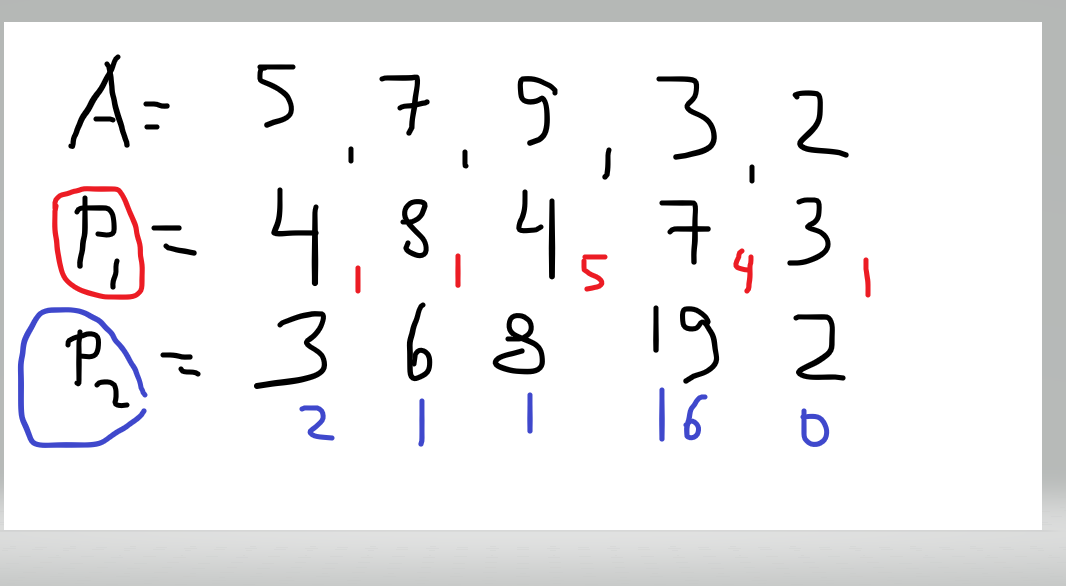 A = 5, 7, 9, 3, 2
P1 = 4 8 4 7 3
1 1 5 4 1
P2 = 3 6 8 19 2
2 1 1 16 0